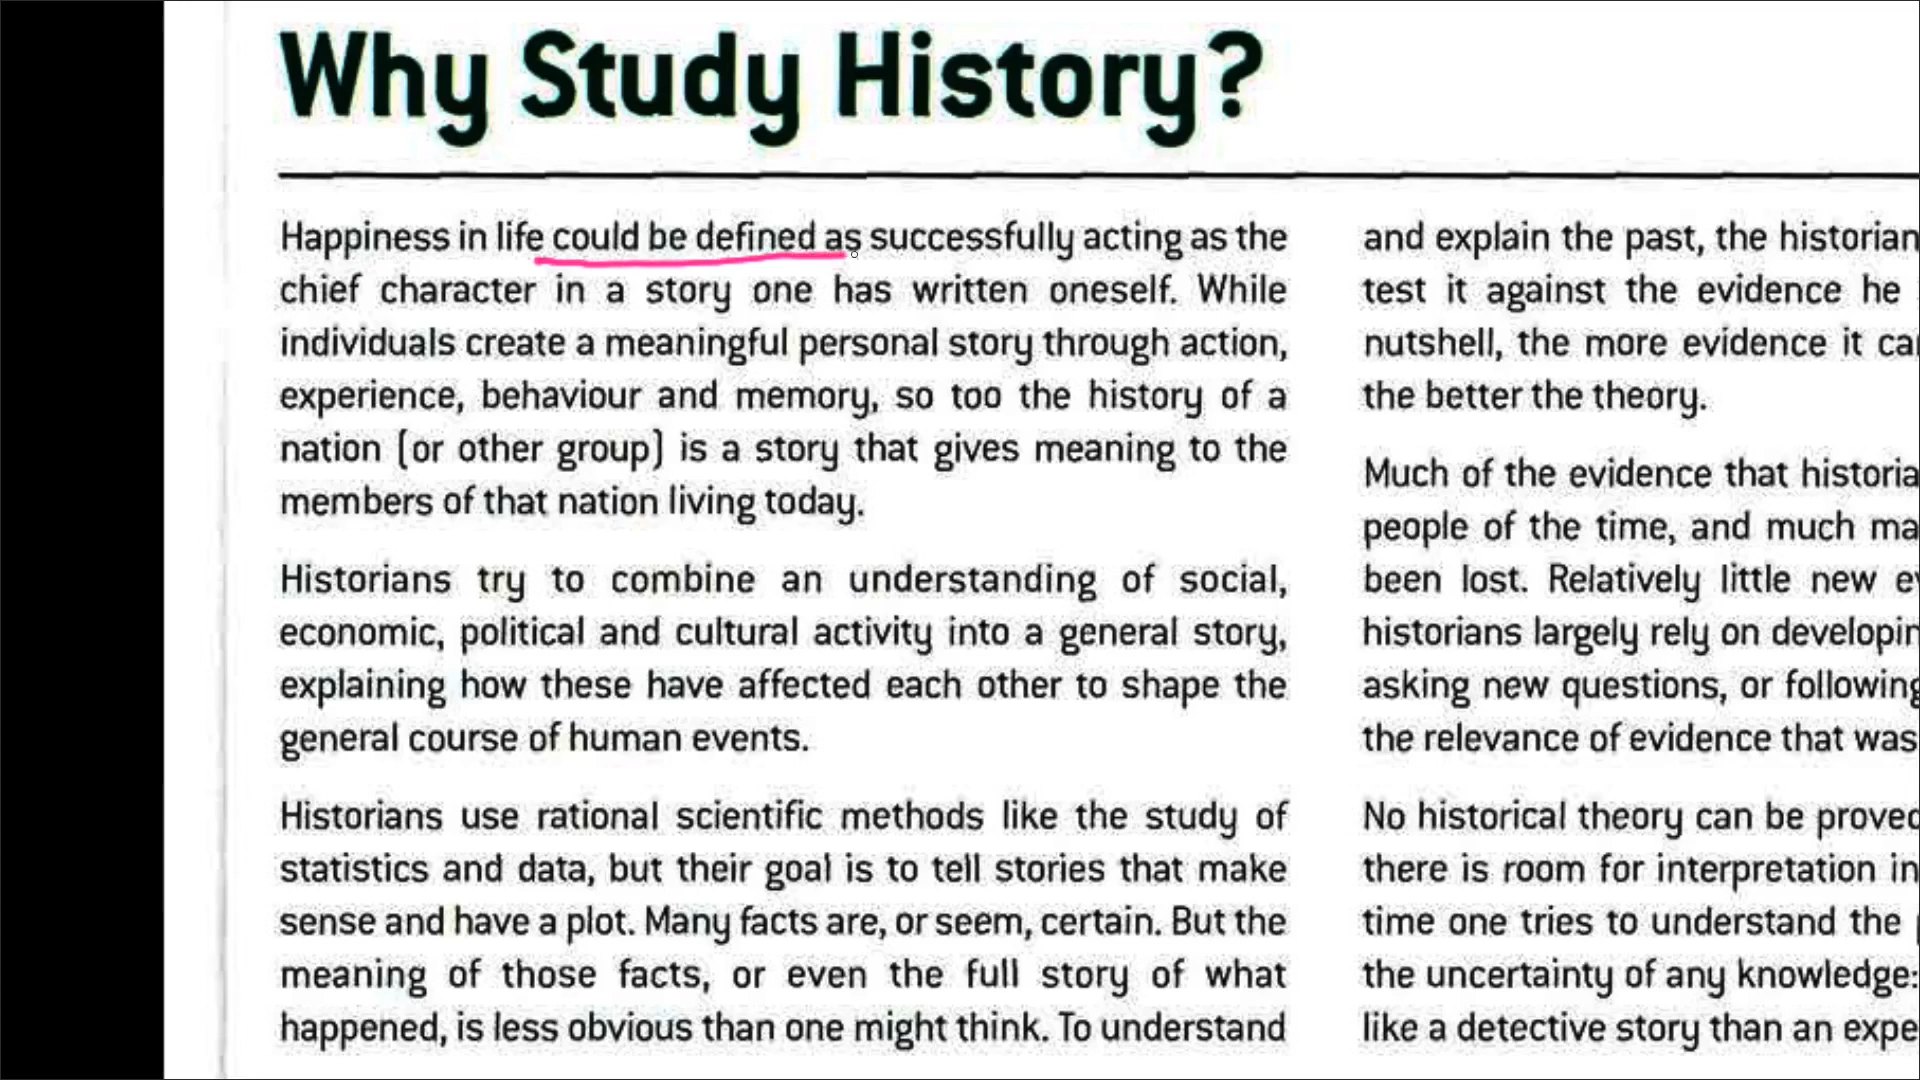 Why Study History?
Happiness in life could be defined as successfully acting as the
chief character in a story one has written oneself. While
individuals create a meaningful personal story through action,
experience, behaviour and memory, so too the history of a
nation (or other group) is a story that gives meaning to the
members of that nation living today.
Historians try to combine an understanding of social,
economic, political and cultural activity into a general story,
explaining how these have affected each other to shape the
general course of human events.
Historians use rational scientific methods like the study of
statistics and data, but their goal is to tell stories that make
sense and have a plot. Many facts are, or seem, certain. But the
meaning of those facts, or even the full story of what
happened, is less obvious than one might think. To understand
and explain the past, the historian
test it against the evidence he
nutshell, the more evidence it
the better the theory.
Much of the evidence that
people of the time, and much
been lost. Relatively little new
historians largely rely on
asking new questions, or following
the relevance of evidence that was
No historical theory can be
there is room for interpretation in
time one tries to understand the
the uncertainty of any knowledge:
like a detective story than an